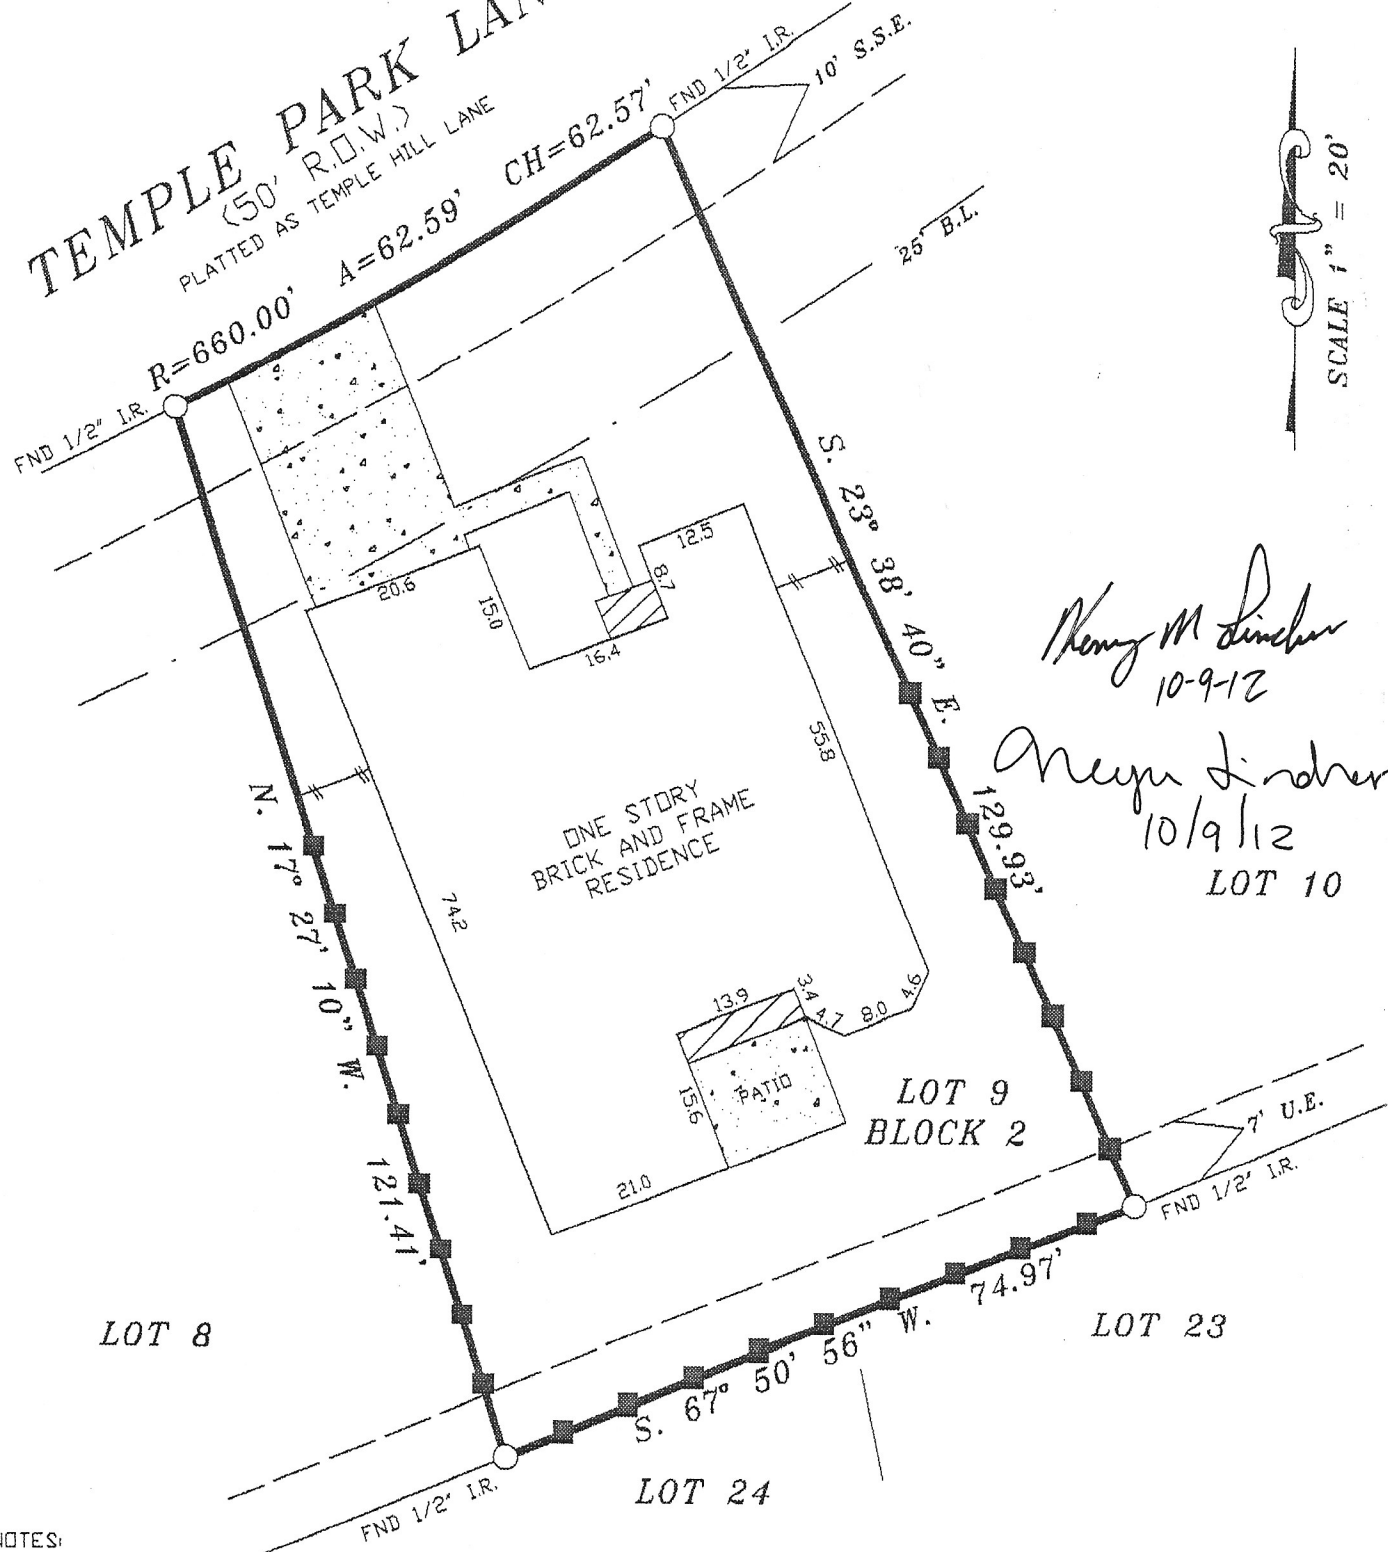 TEMPLE PARK LAN
(50' R.O.W.)
PLATTED AS TEMPLE HILL LANE
R=660.00' A=62.59' CH=62.57'
FND 1/2" I.R.
10' S.S.E.
25' B.L.
SCALE 1" = 20'
FND 1/2" I.R.
S. 23° 38' 40" E. 129.93'
12.5
8.7
20.6
15.0
16.4
10-9-12
10/9/12
LOT 10
55.8
ONE STORY
BRICK AND FRAME
RESIDENCE
N. 17° 27' 10" W. 121.41'
74.2
13.9
3.4
4.7
8.0
4.6
PATIO
15.6
21.0
LOT 9
BLOCK 2
7' U.E.
FND 1/2" I.R.
S. 67° 50' 56" W. 74.97'
LOT 8
LOT 23
LOT 24
FND 1/2" I.R.
NOTES: